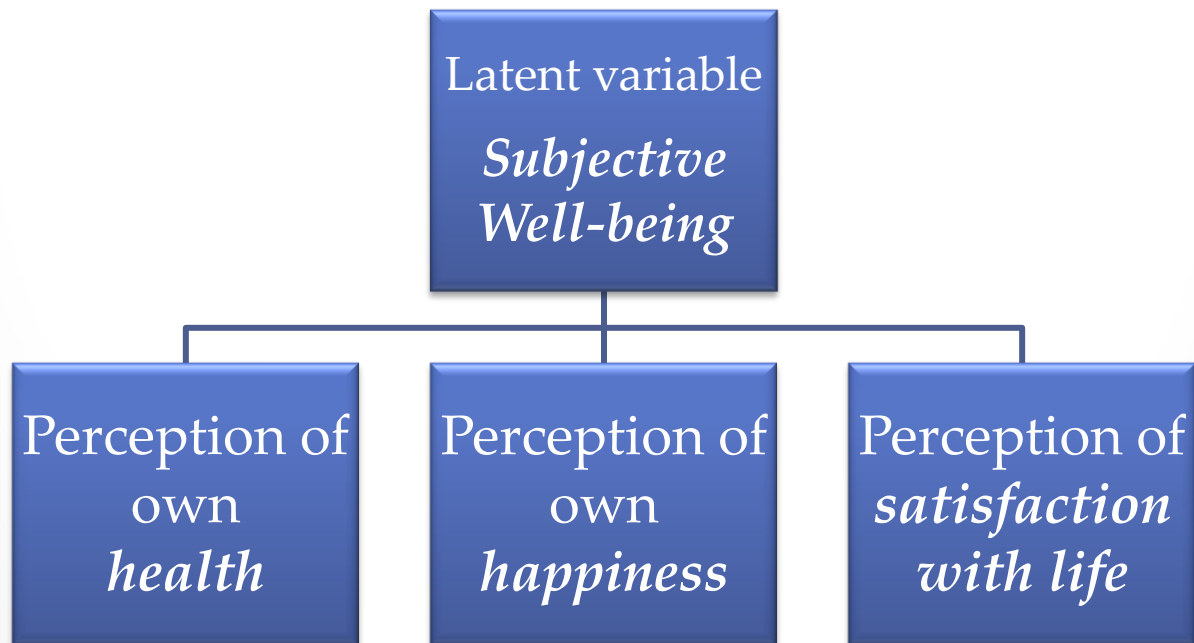 Latent variable
Subjective
Well-being
Perception of
own
health
Perception of
own
happiness
Perception of
satisfaction
with life